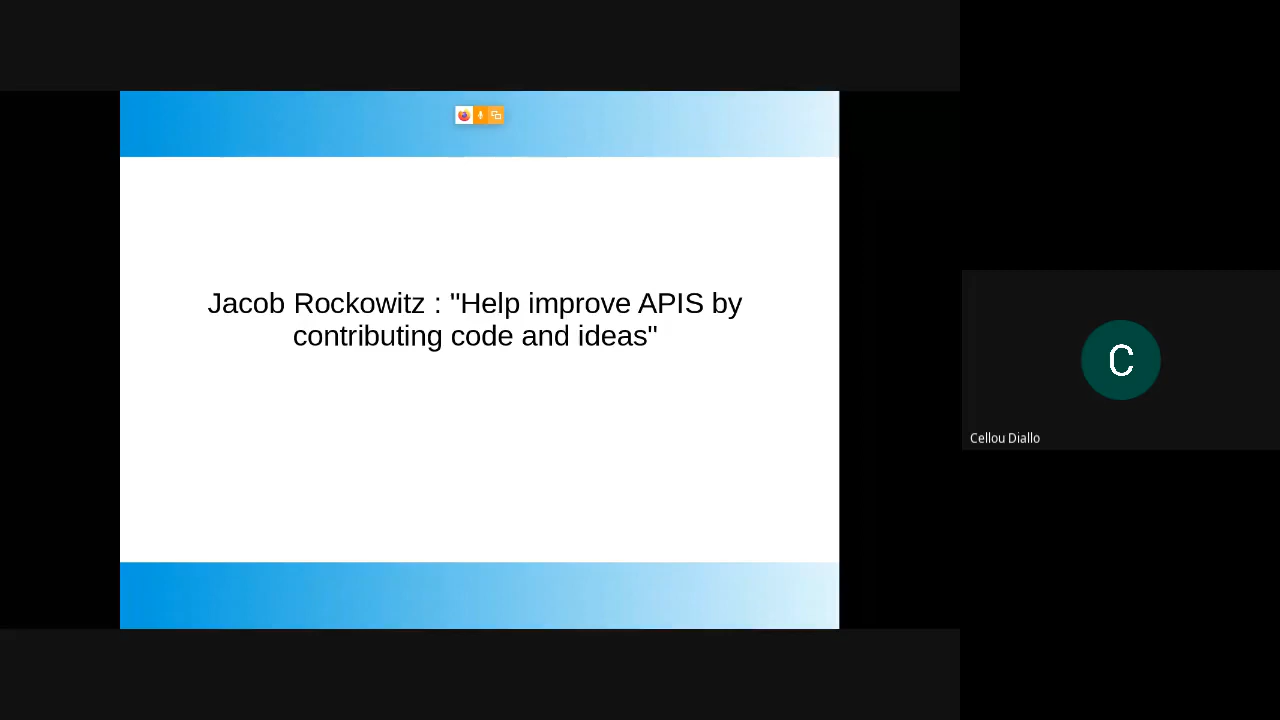 Jacob Rockowitz : "Help improve APIS by
contributing code and ideas"
C
Cellou Diallo